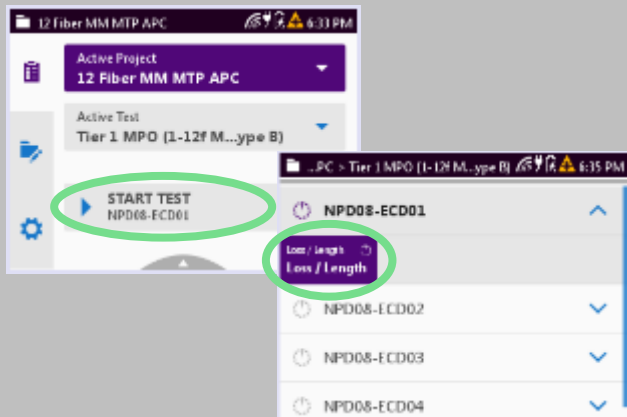 12 Fiber MM MTP APC
6:33 PM
Active Project
12 Fiber MM MTP APC
Active Test
Tier 1 MPO (1-12f M...ype B)
START TEST
NPD08-ECD01
...PC > Tier 1 MPO (1-12f M...ype B)
6:35 PM
NPD08-ECD01
Loss / Length
Loss / Length
NPD08-ECD02
NPD08-ECD03
NPD08-ECD04